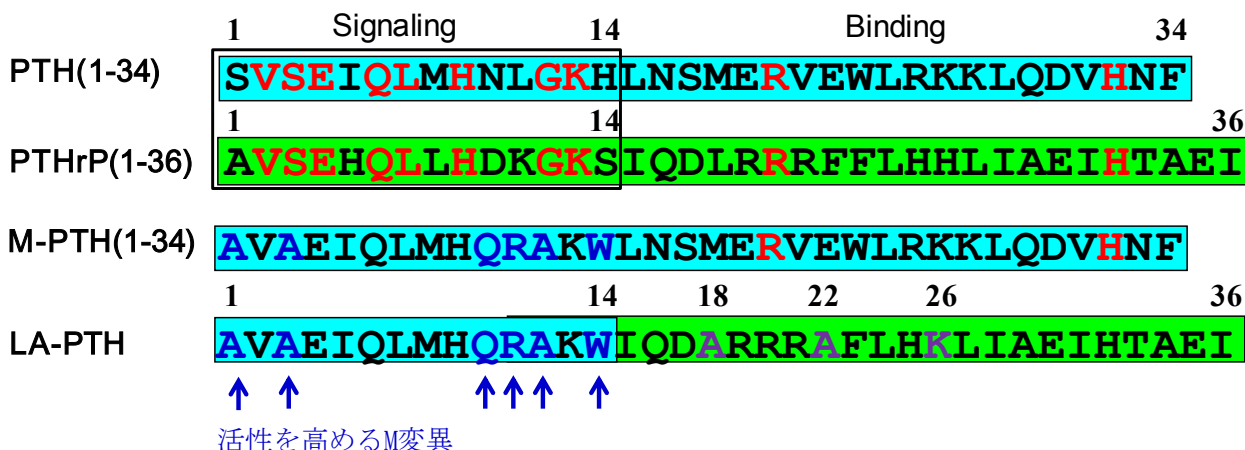 1 Signaling 14 Binding 34
PTH(1-34) SVSEIQLMHNLGKHLNSMERVEWLRKKLQDVHNF
1 14 36
PTHrP(1-36) AVSEHQLLHDKGKSIQDLRRRFFLHHLIAEIHTAEI
M-PTH(1-34) AVAEIQLMHQRAKWLNSMERVEWLRKKLQDVHNF
1 14 18 22 26 36
LA-PTH AVAEIQLMHQRAKWIQDARRRAFLHKLIAEIHTAEI
活性を高めるM変異